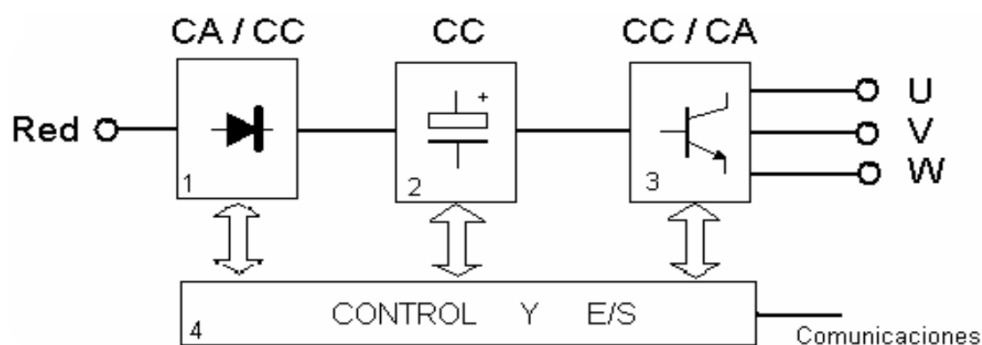 CA / CC CC CC / CA
Red
U
V
W
1 2 3
+
4 CONTROL Y E/S
Comunicaciones